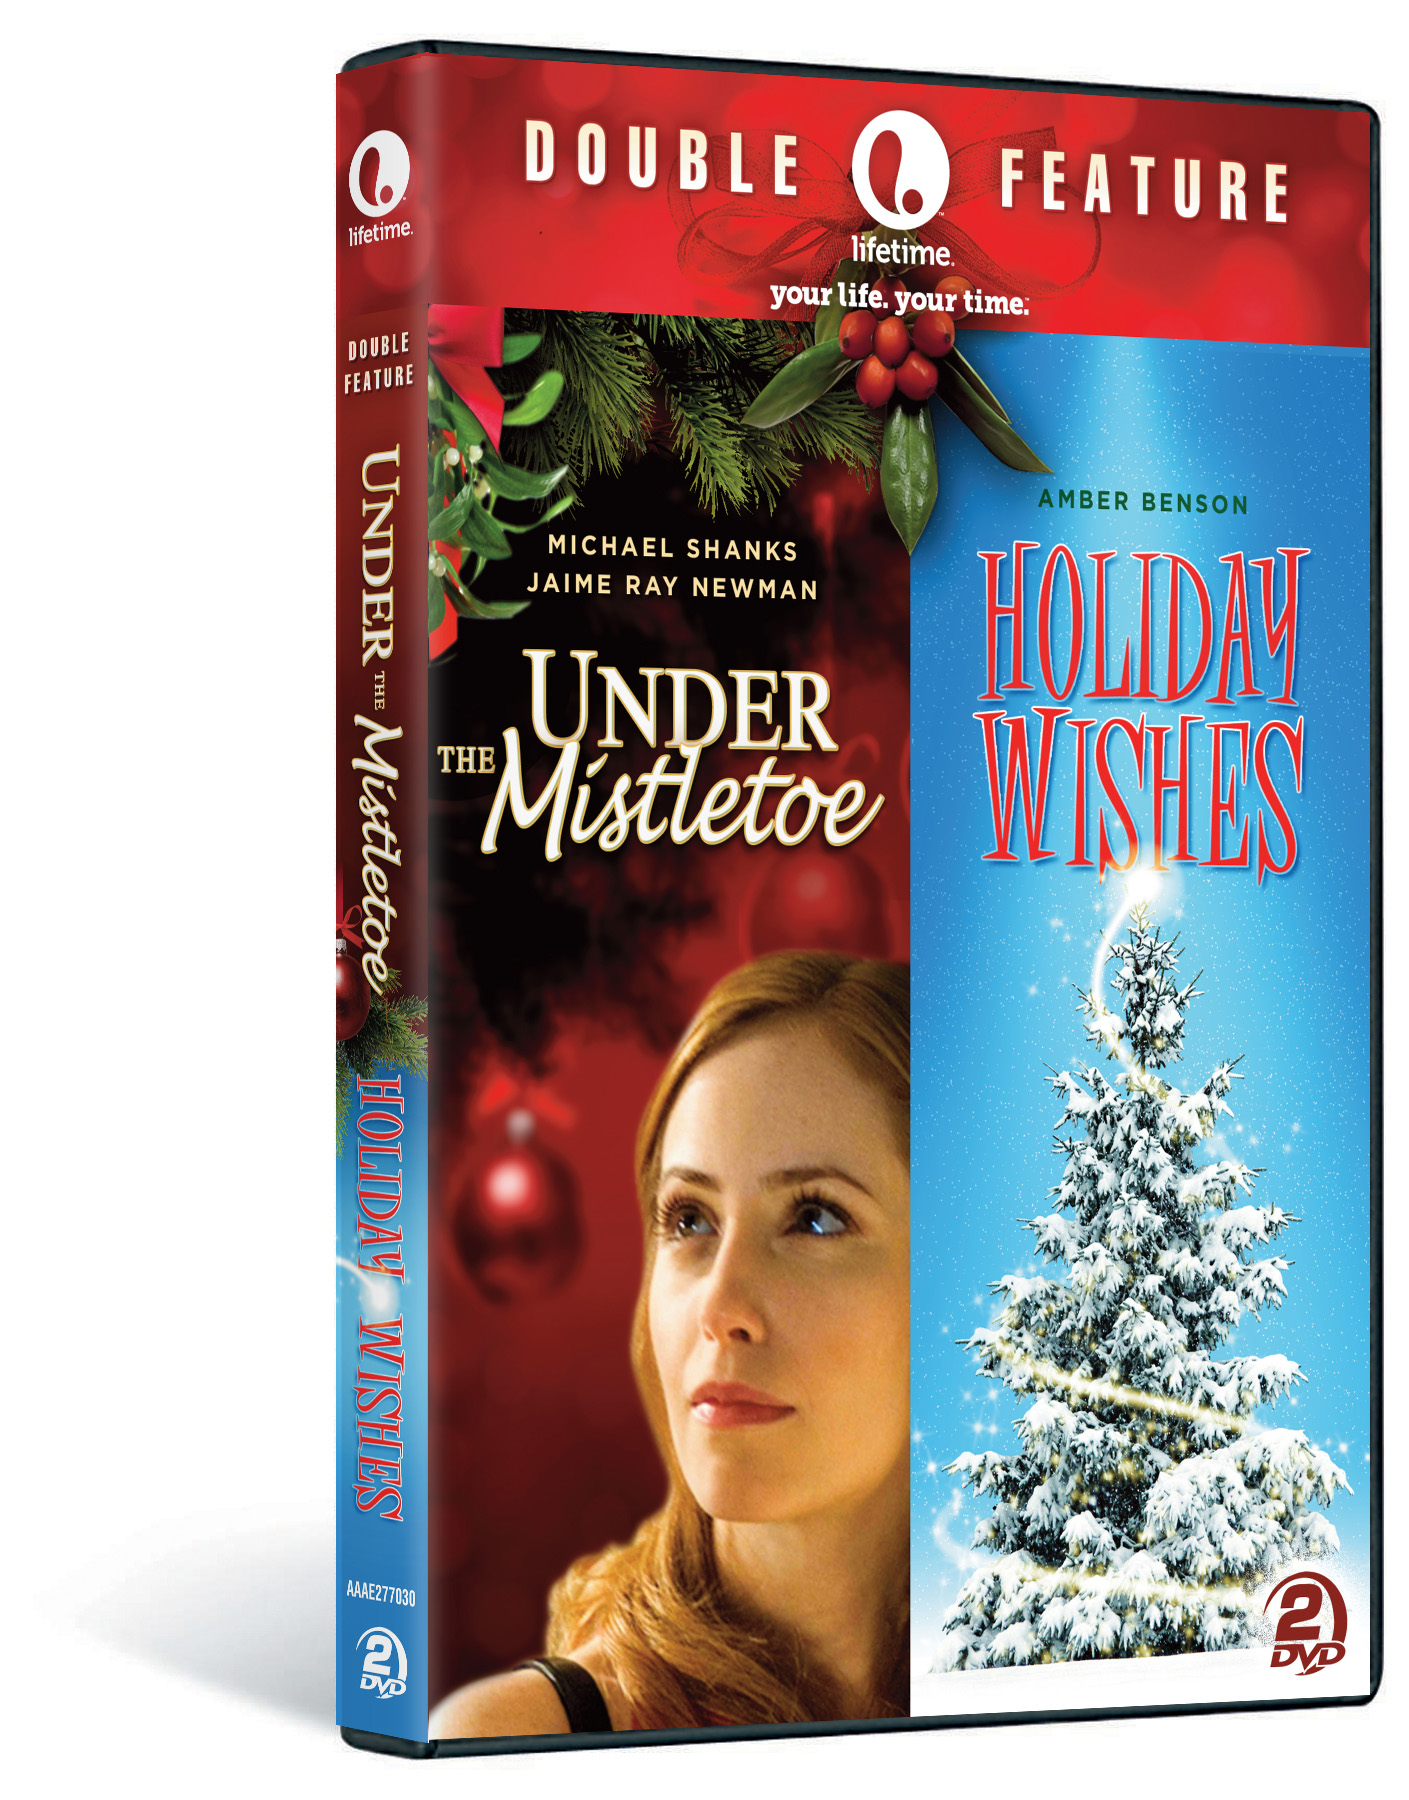 DOUBLE
FEATURE
lifetime.
your life. your time.
MICHAEL SHANKS
JAIME RAY NEWMAN
UNDER
THE Mistletoe
AMBER BENSON
HOLIDAY
WISHES
2
DVD
lifetime.
DOUBLE
FEATURE
UNDER THE Mistletoe
HOLIDAY WISHES
AAAE277030
2
DVD